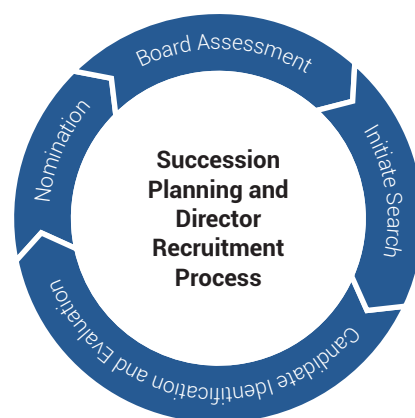 Board Assessment
Initiate Search
Candidate Identification and Evaluation
Nomination
Succession
Planning and
Director
Recruitment
Process